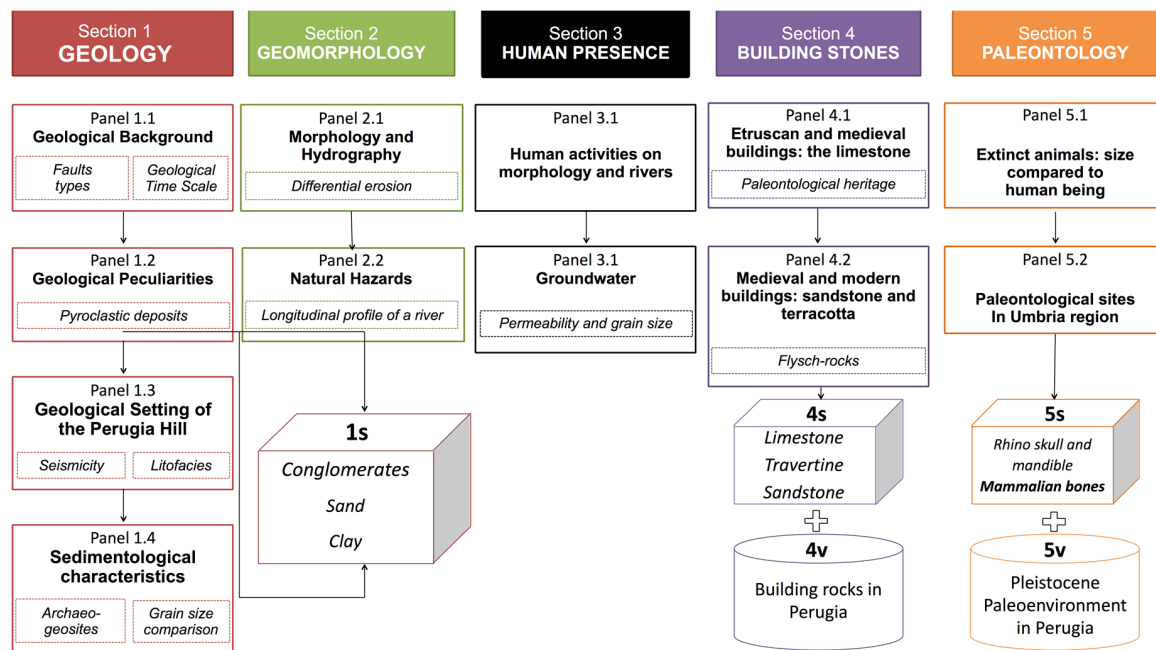 Section 1
GEOLOGY
Section 2
GEOMORPHOLOGY
Section 3
HUMAN PRESENCE
Section 4
BUILDING STONES
Section 5
PALEONTOLOGY
Panel 1.1
Geological Background
Faults
types
Geological
Time Scale
Panel 1.2
Geological Peculiarities
Pyroclastic deposits
Panel 1.3
Geological Setting of
the Perugia Hill
Seismicity
Litofacies
Panel 1.4
Sedimentological
characteristics
Archaeo-
geosites
Grain size
comparison
Panel 2.1
Morphology and
Hydrography
Differential erosion
Panel 2.2
Natural Hazards
Longitudinal profile of a river
1s
Conglomerates
Sand
Clay
Panel 3.1
Human activities on
morphology and rivers
Panel 3.1
Groundwater
Permeability and grain size
Panel 4.1
Etruscan and medieval
buildings: the limestone
Paleontological heritage
Panel 4.2
Medieval and modern
buildings: sandstone and
terracotta
Flysch-rocks
4s
Limestone
Travertine
Sandstone
4v
Building rocks in
Perugia
Panel 5.1
Extinct animals: size
compared to
human being
Panel 5.2
Paleontological sites
In Umbria region
5s
Rhino skull and
mandible
Mammalian bones
5v
Pleistocene
Paleoenvironment
in Perugia